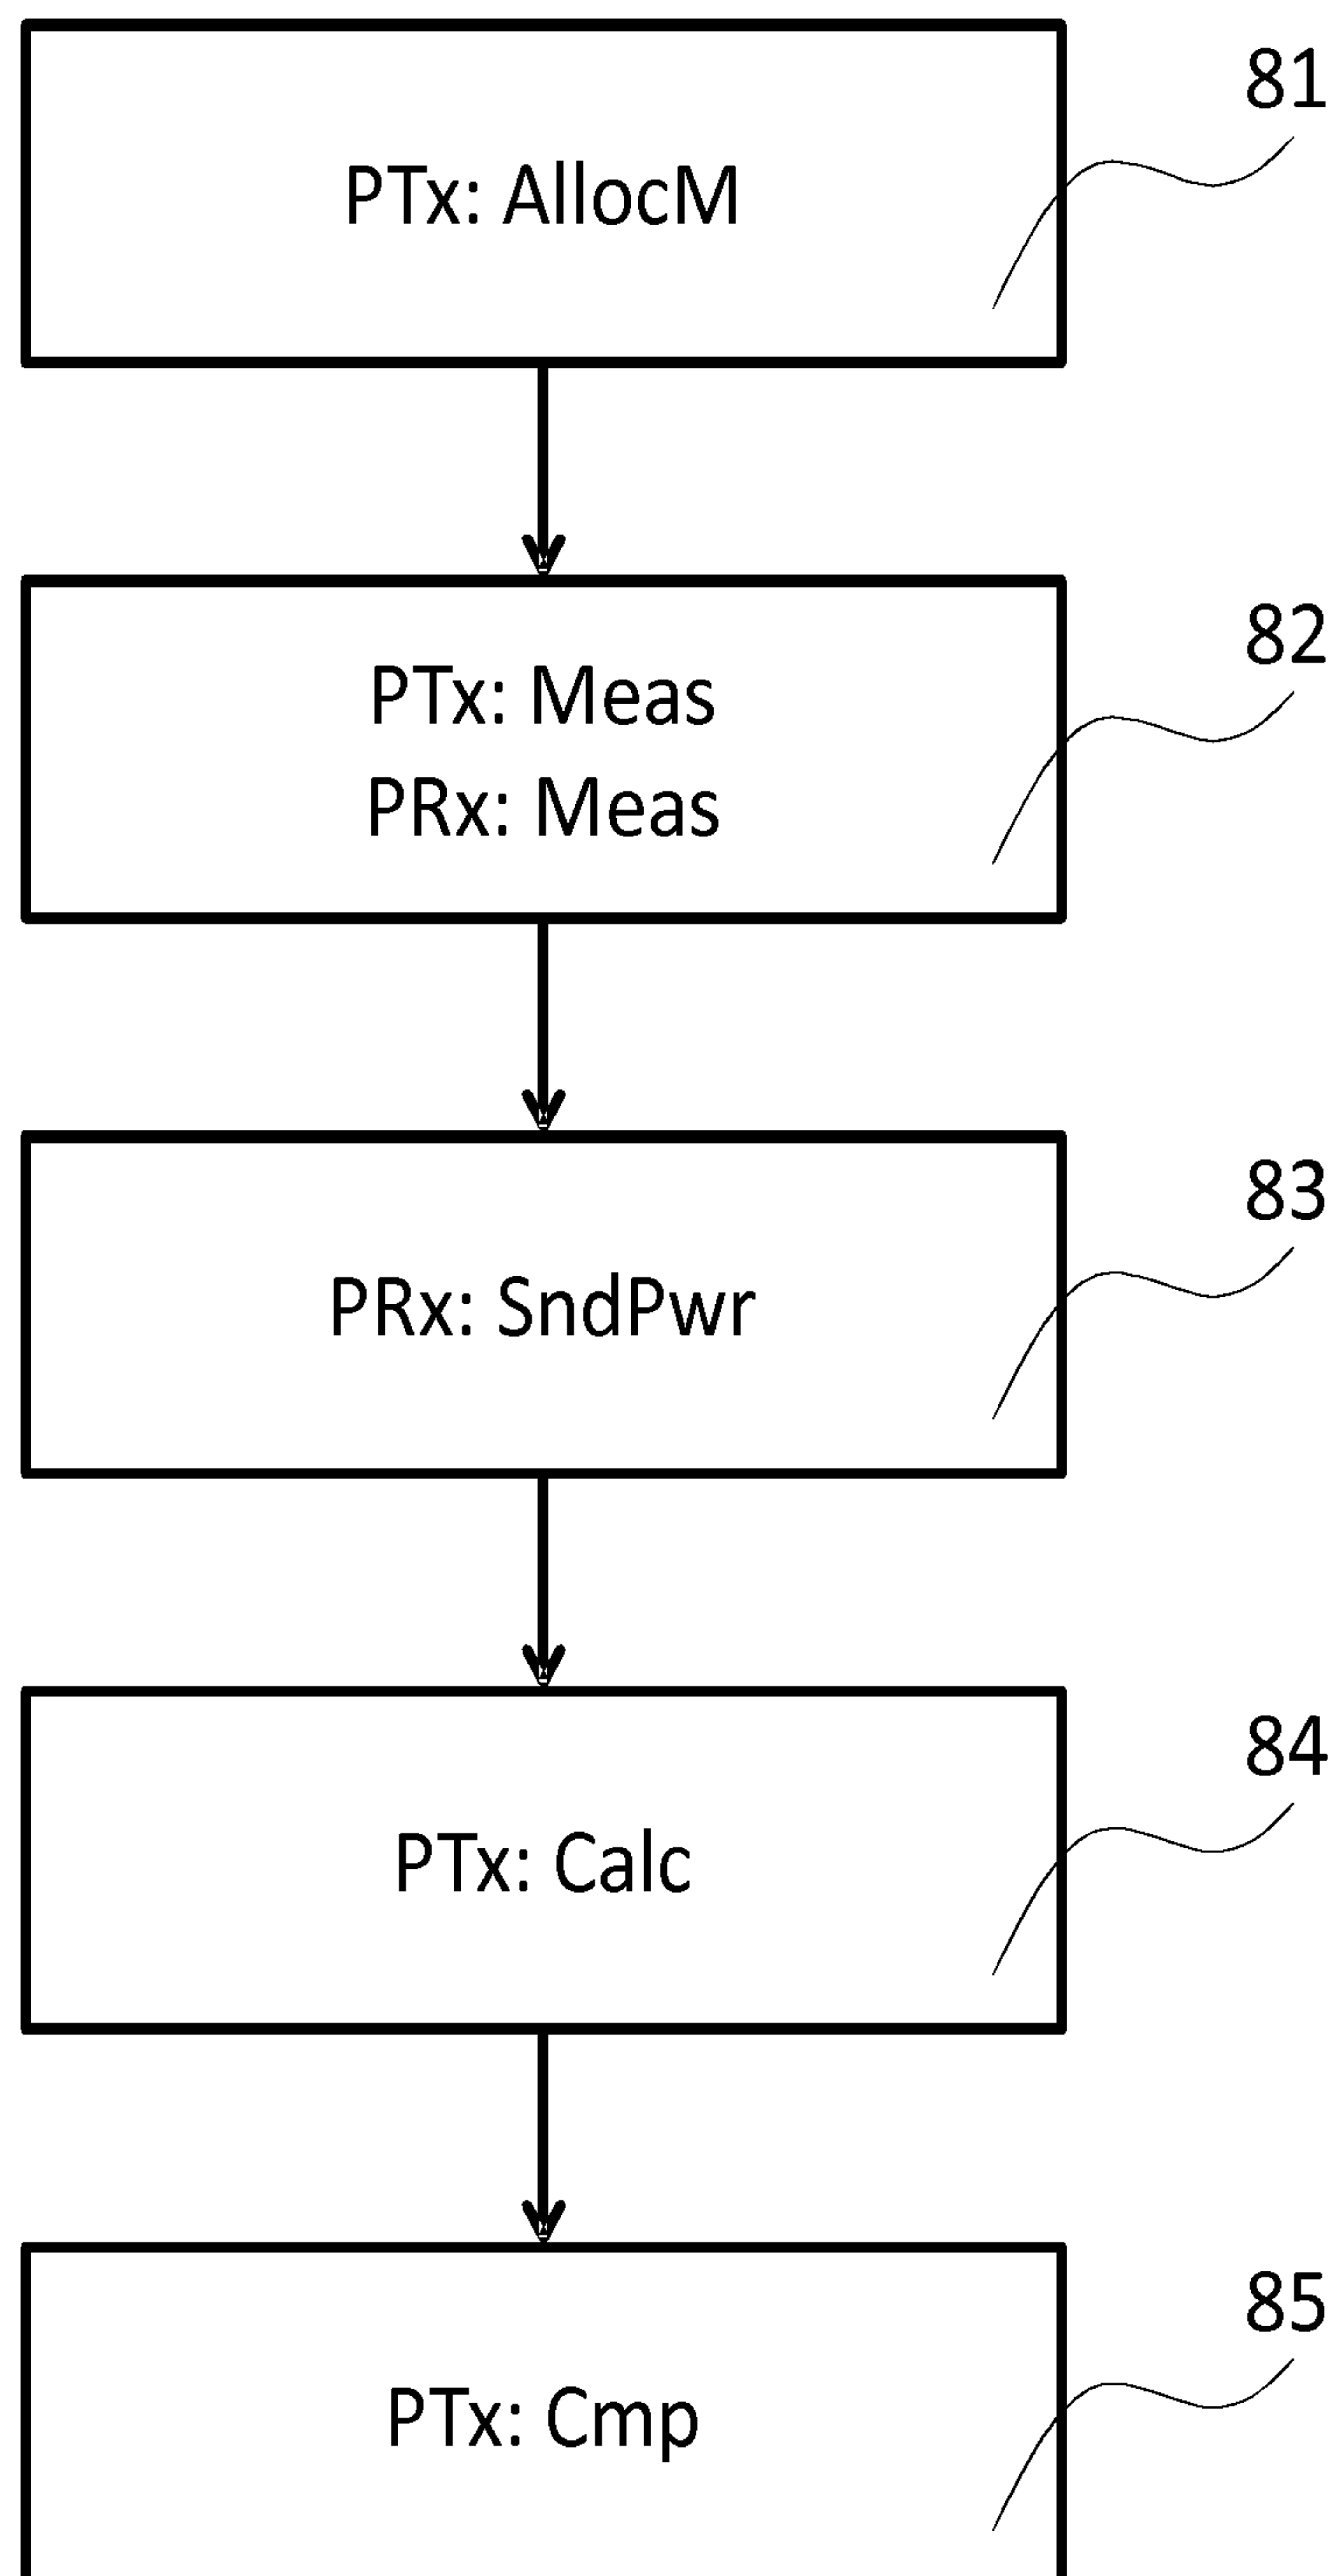 81
PTx: AllocM
82
PTx: Meas
PRx: Meas
83
PRx: SndPwr
84
PTx: Calc
85
PTx: Cmp